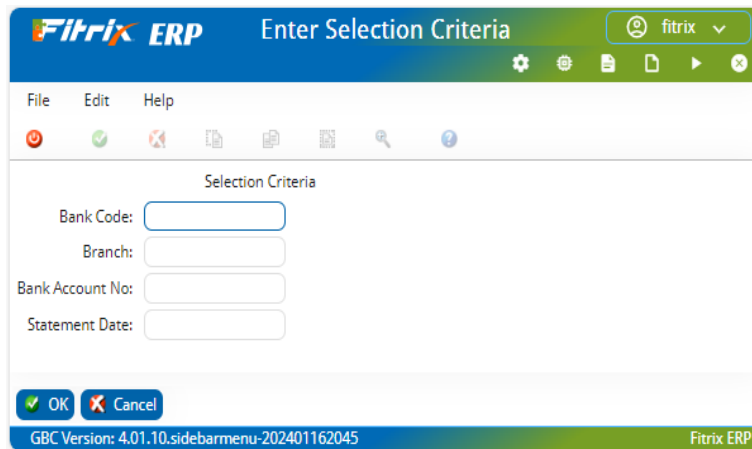 Fitrix ERP Enter Selection Criteria fitrix
File Edit Help
Selection Criteria
Bank Code:
Branch:
Bank Account No:
Statement Date:
OK Cancel
GBC Version: 4.01.10.sidebarmenu-202401162045 Fitrix ERP